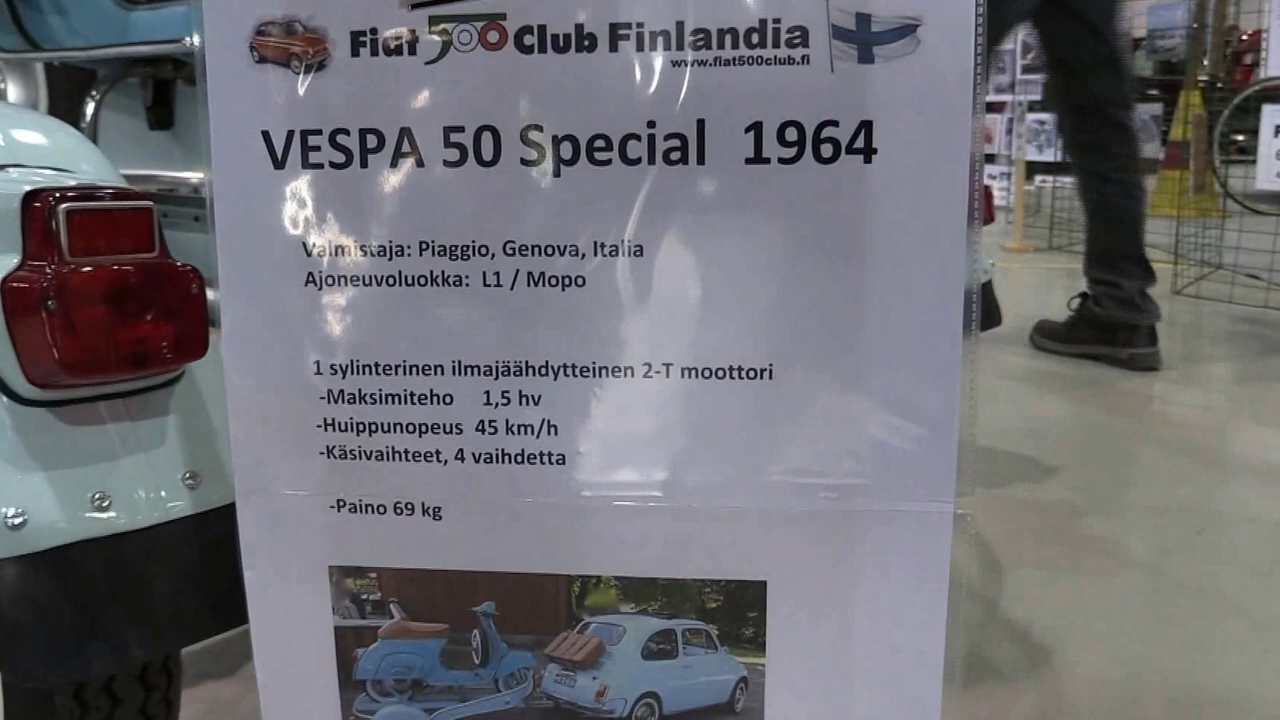 Fiat 500 Club Finlandia
www.fiat500club.fi
VESPA 50 Special 1964
Valmistaja: Piaggio, Genova, Italia
Ajoneuvoluokka: L1 / Mopo
1 sylinterinen ilmajäähdytteinen 2-T moottori
-Maksimiteho 1,5 hv
-Huippunopeus 45 km/h
-Käsivaihteet, 4 vaihdetta
-Paino 69 kg